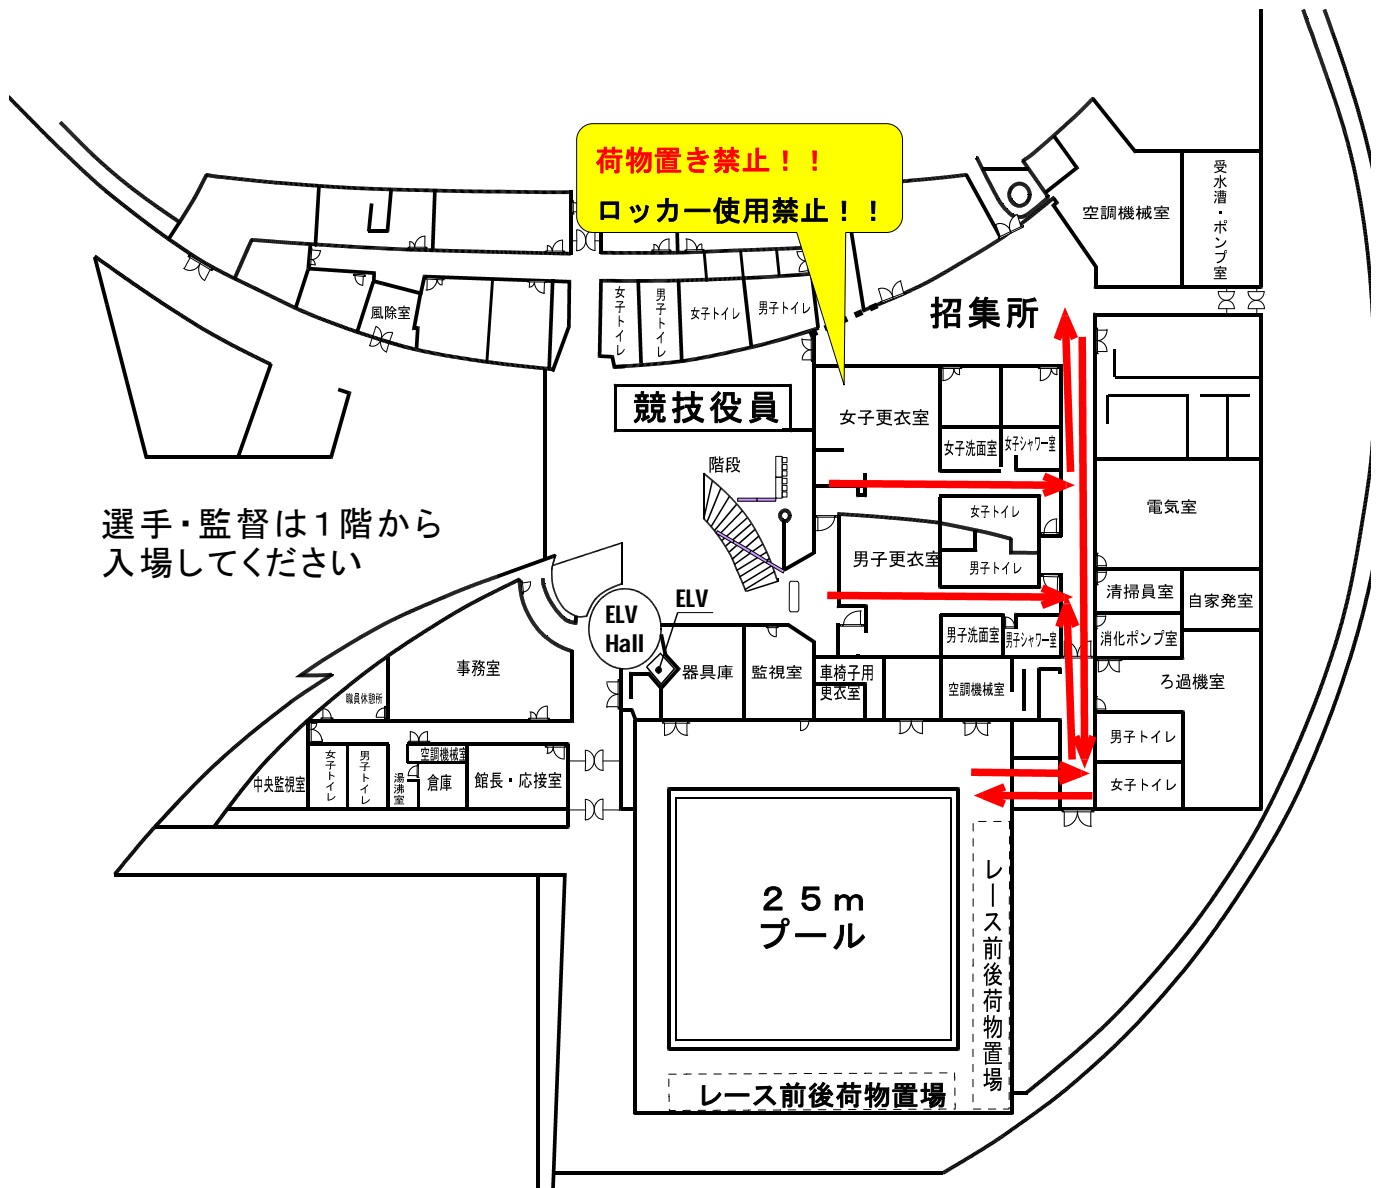 荷物置き禁止！！
ロッカー使用禁止！！
受水漕・ポンプ室
空調機械室
招集所
風除室
女子トイレ
男子トイレ
女子トイレ
男子トイレ
競技役員
女子更衣室
女子洗面室
女子シャワー室
階段
電気室
選手・監督は１階から
入場してください
女子トイレ
男子更衣室
男子トイレ
清掃員室
自家発室
ELV
Hall
ELV
男子洗面室
男子シャワー室
消化ポンプ室
事務室
器具庫
監視室
車椅子用
更衣室
空調機械室
ろ過機室
職員休憩所
男子トイレ
女子トイレ
中央監視室
女子トイレ
男子トイレ
湯沸室
空調機械室
倉庫
館長・応接室
２５ｍ
プール
レース前後荷物置場
レース前後荷物置場